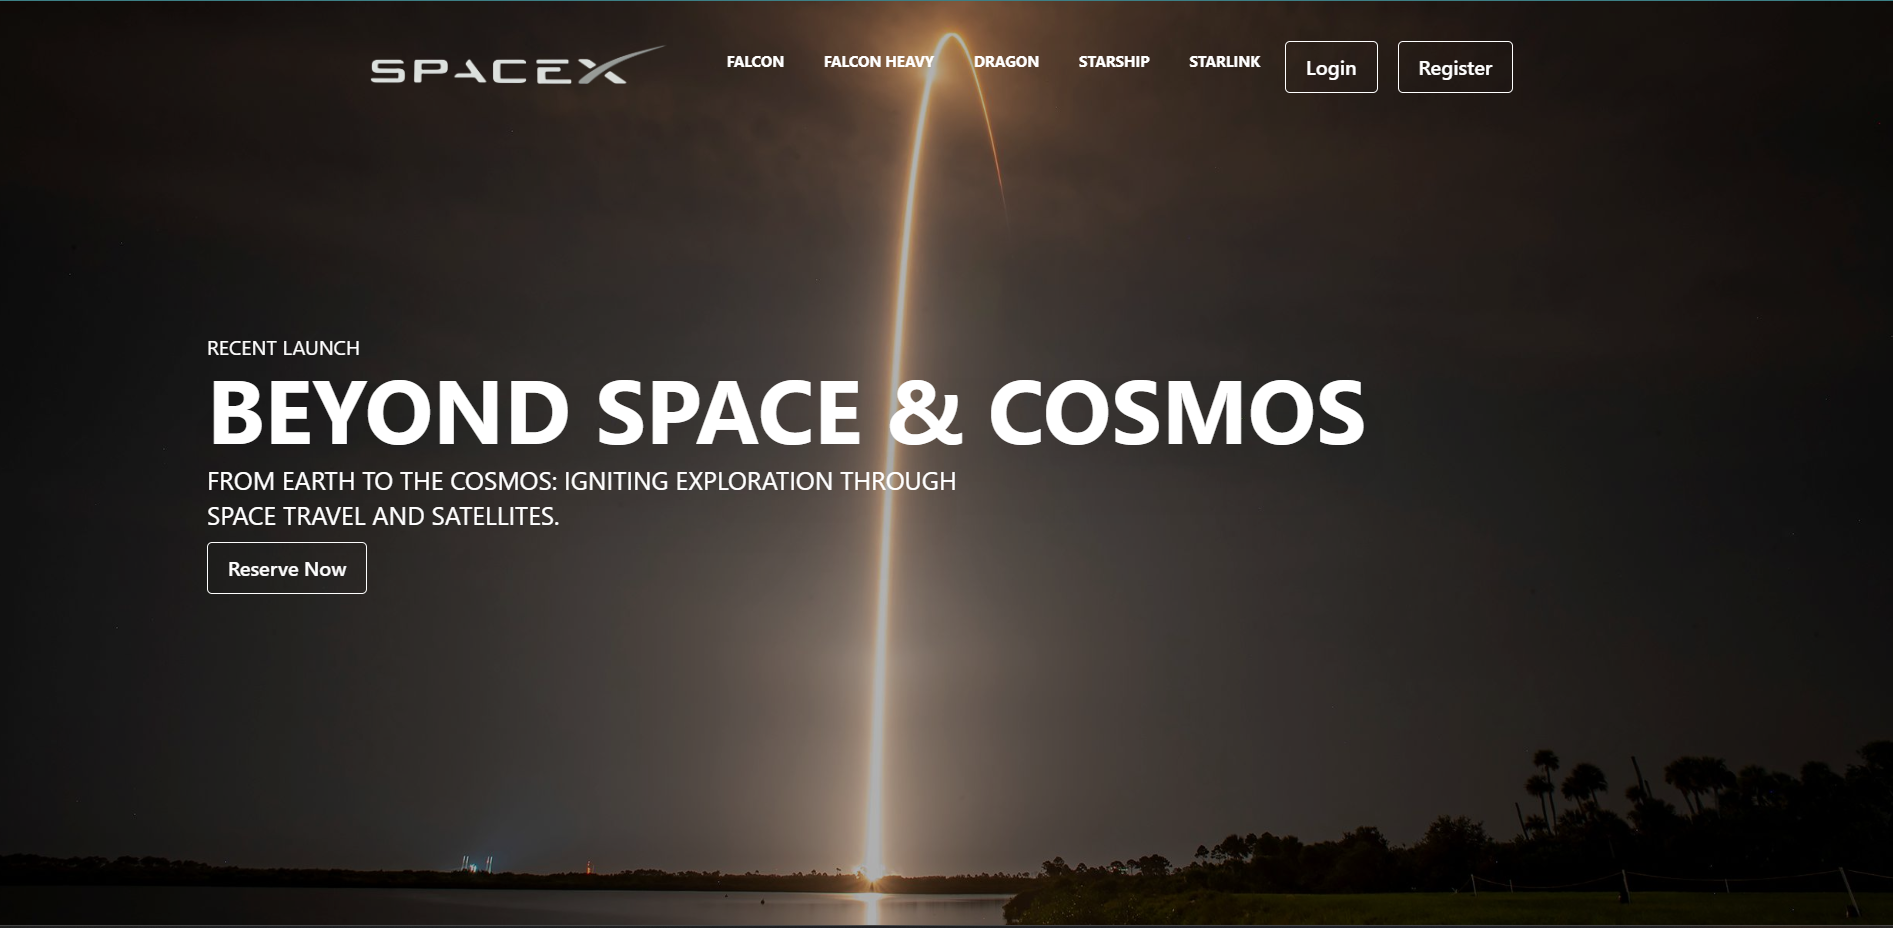 SPACEX
FALCON FALCON HEAVY DRAGON STARSHIP STARLINK Login Register
RECENT LAUNCH
BEYOND SPACE & COSMOS
FROM EARTH TO THE COSMOS: IGNITING EXPLORATION THROUGH
SPACE TRAVEL AND SATELLITES.
Reserve Now